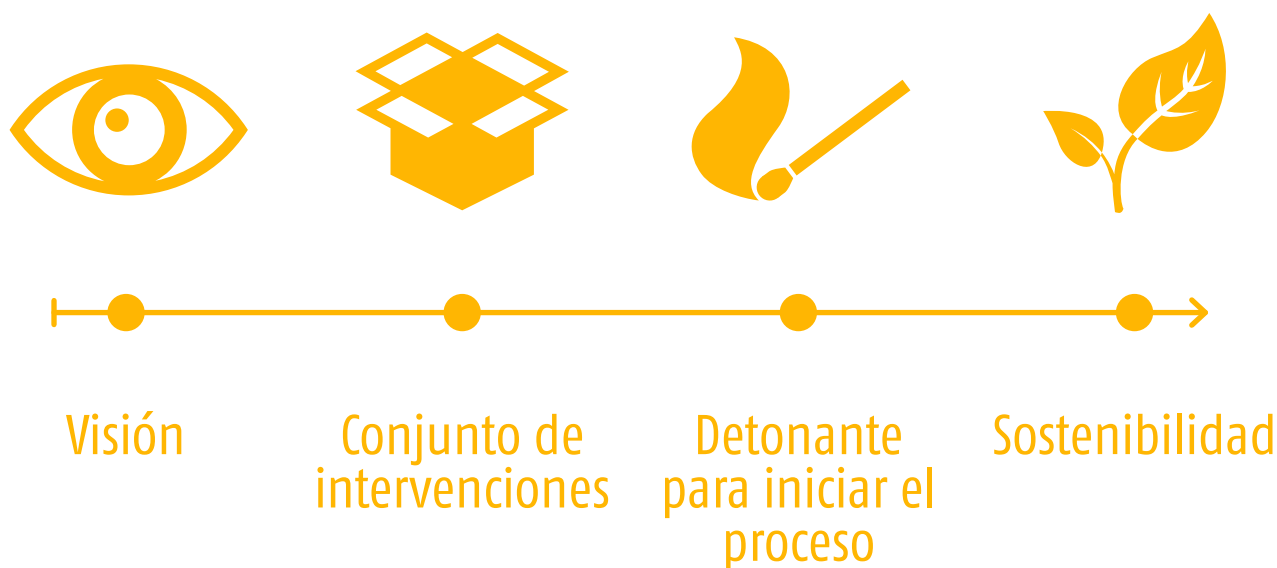 Visión
Conjunto de
intervenciones
Detonante
para iniciar el
proceso
Sostenibilidad